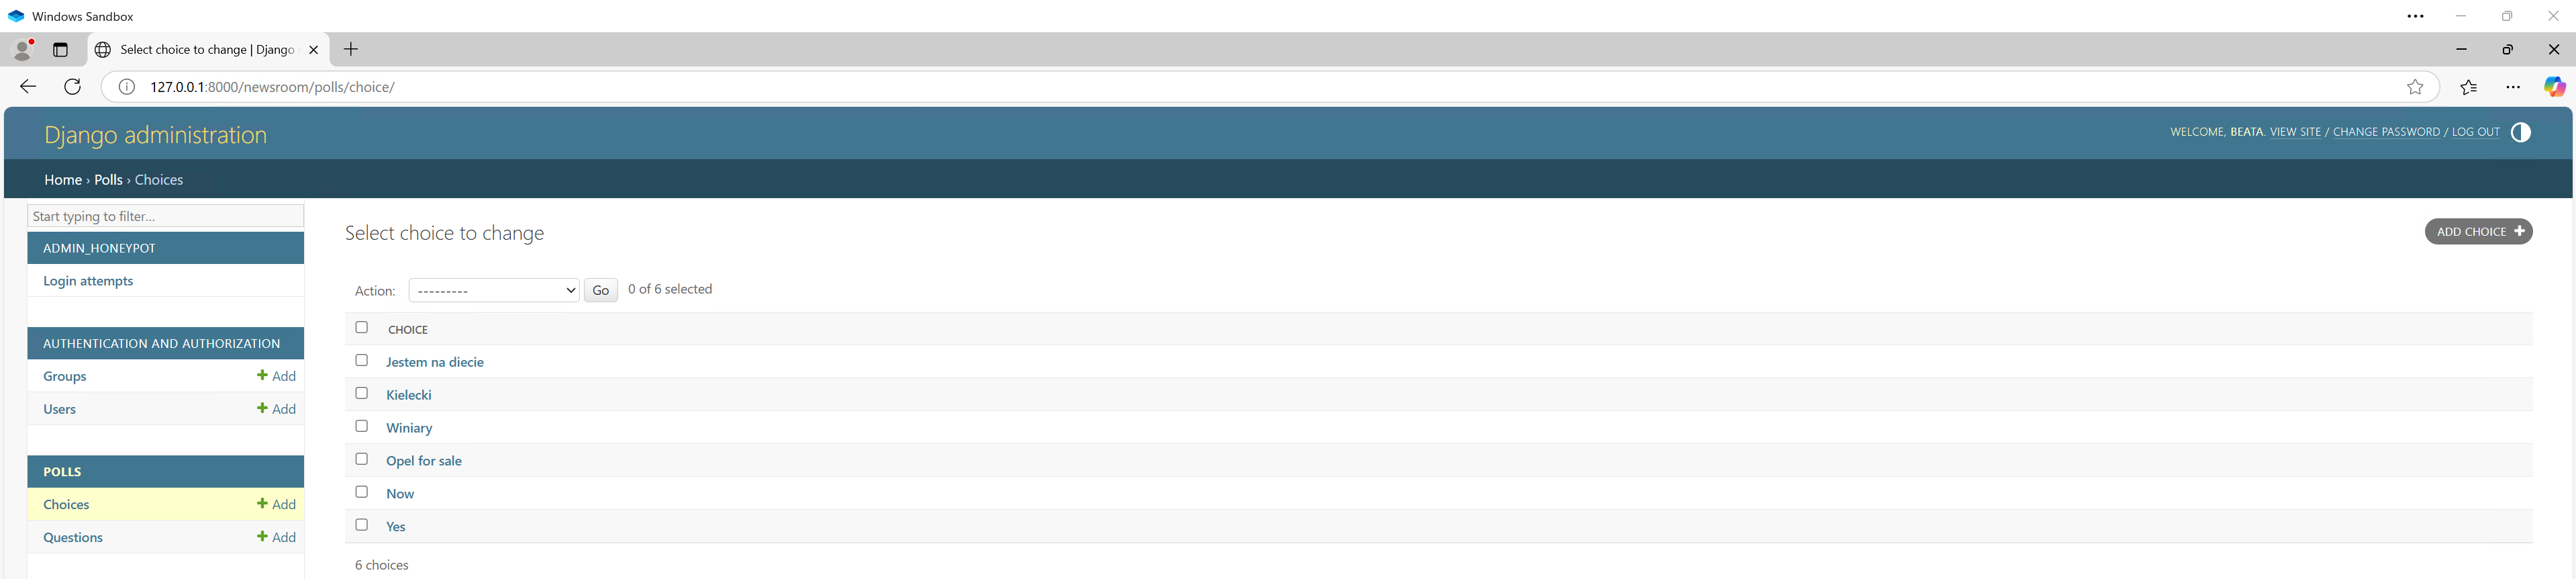 Windows Sandbox
Select choice to change | Django
127.0.0.1:8000/newsroom/polls/choice/
Django administration
WELCOME, BEATA. VIEW SITE / CHANGE PASSWORD / LOG OUT
Home › Polls › Choices
Start typing to filter...
ADMIN_HONEYPOT
Login attempts
AUTHENTICATION AND AUTHORIZATION
Groups + Add
Users + Add
POLLS
Choices + Add
Questions + Add
Select choice to change
ADD CHOICE +
Action: --------- Go 0 of 6 selected
CHOICE
Jestem na diecie
Kielecki
Winiary
Opel for sale
Now
Yes
6 choices